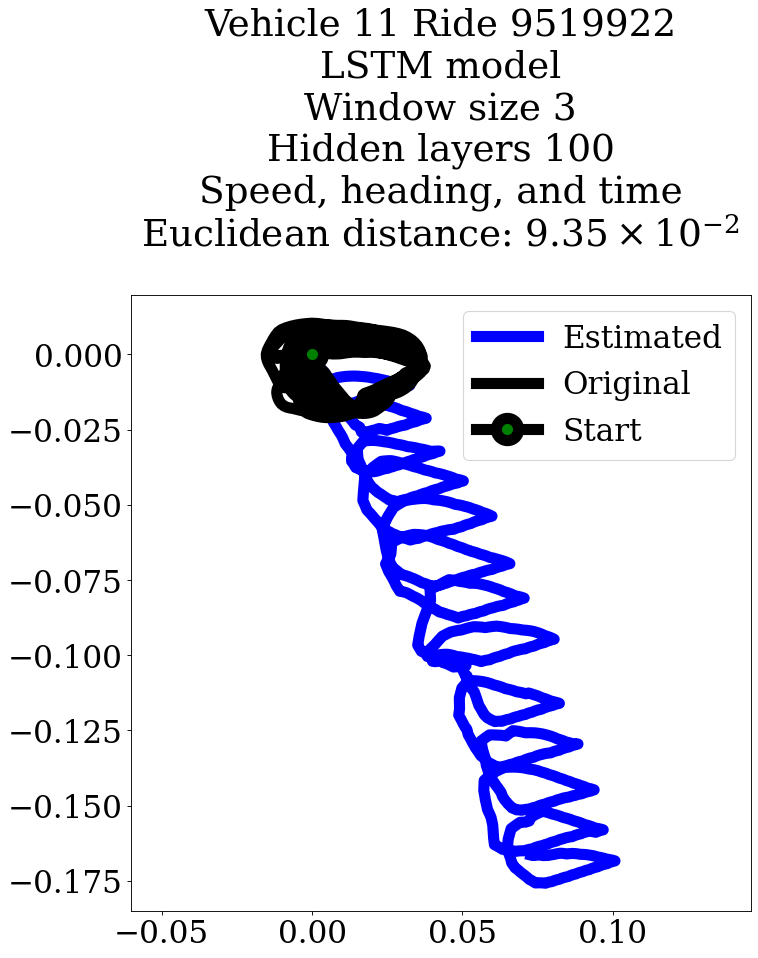 Vehicle 11 Ride 9519922
LSTM model
Window size 3
Hidden layers 100
Speed, heading, and time
Euclidean distance: 9.35 × 10⁻²
Estimated
Original
Start
0.000
−0.025
−0.050
−0.075
−0.100
−0.125
−0.150
−0.175
−0.05 0.00 0.05 0.10